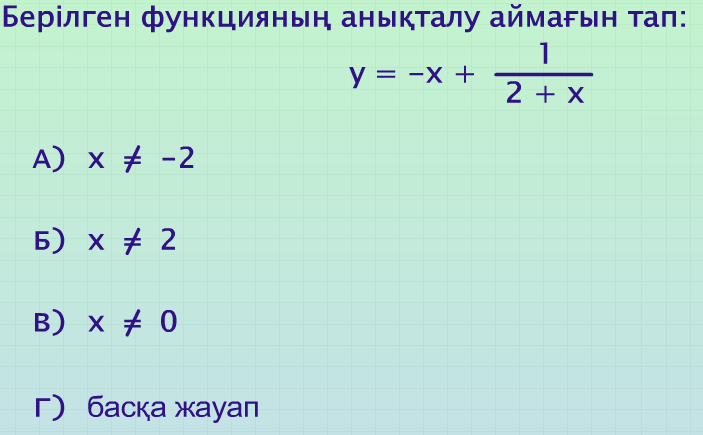 Берілген функцияның анықталу аймағын тап:
y = -x + 1 / (2 + x)
А) x ≠ -2
Б) x ≠ 2
В) x ≠ 0
Г) басқа жауап